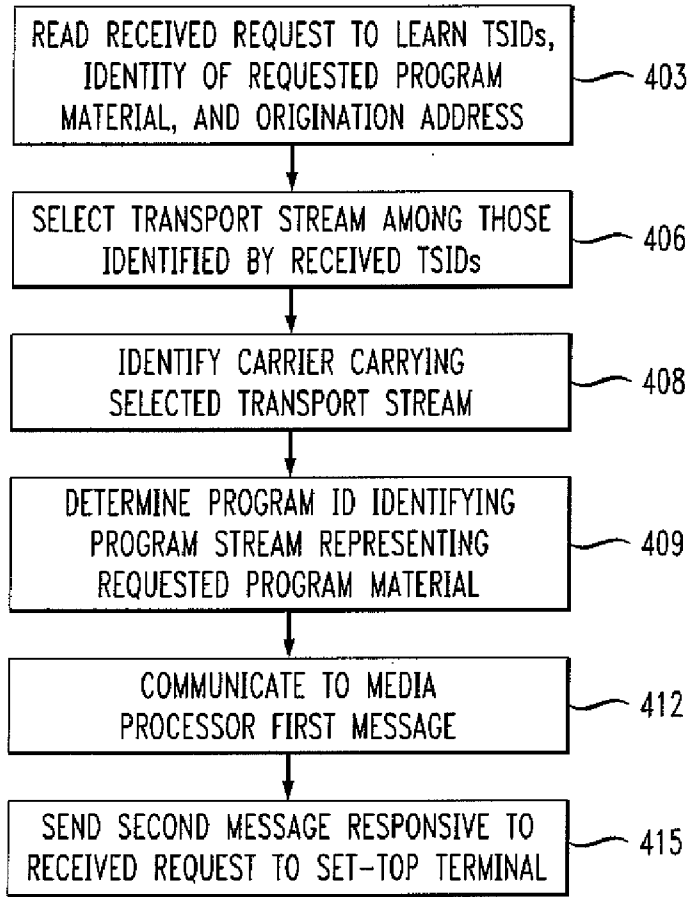 READ RECEIVED REQUEST TO LEARN TSIDs,
IDENTITY OF REQUESTED PROGRAM
MATERIAL, AND ORIGINATION ADDRESS
403
SELECT TRANSPORT STREAM AMONG THOSE
IDENTIFIED BY RECEIVED TSIDs
406
IDENTIFY CARRIER CARRYING
SELECTED TRANSPORT STREAM
408
DETERMINE PROGRAM ID IDENTIFYING
PROGRAM STREAM REPRESENTING
REQUESTED PROGRAM MATERIAL
409
COMMUNICATE TO MEDIA
PROCESSOR FIRST MESSAGE
412
SEND SECOND MESSAGE RESPONSIVE TO
RECEIVED REQUEST TO SET-TOP TERMINAL
415